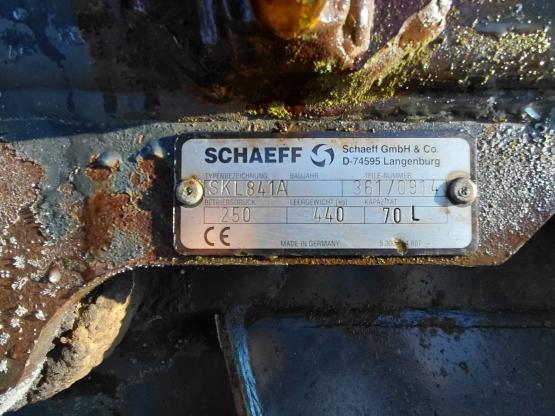 SCHAEFF
Schaeff GmbH & Co.
D-74595 Langenburg
TYPENBEZEICHNUNG BAUJAHR TEILE-NUMMER
SKL841A 361/0914
BETRIEBSDRUCK LEERGEWICHT (kg) KAPAZITÄT
250 440 70 L
CE MADE IN GERMANY